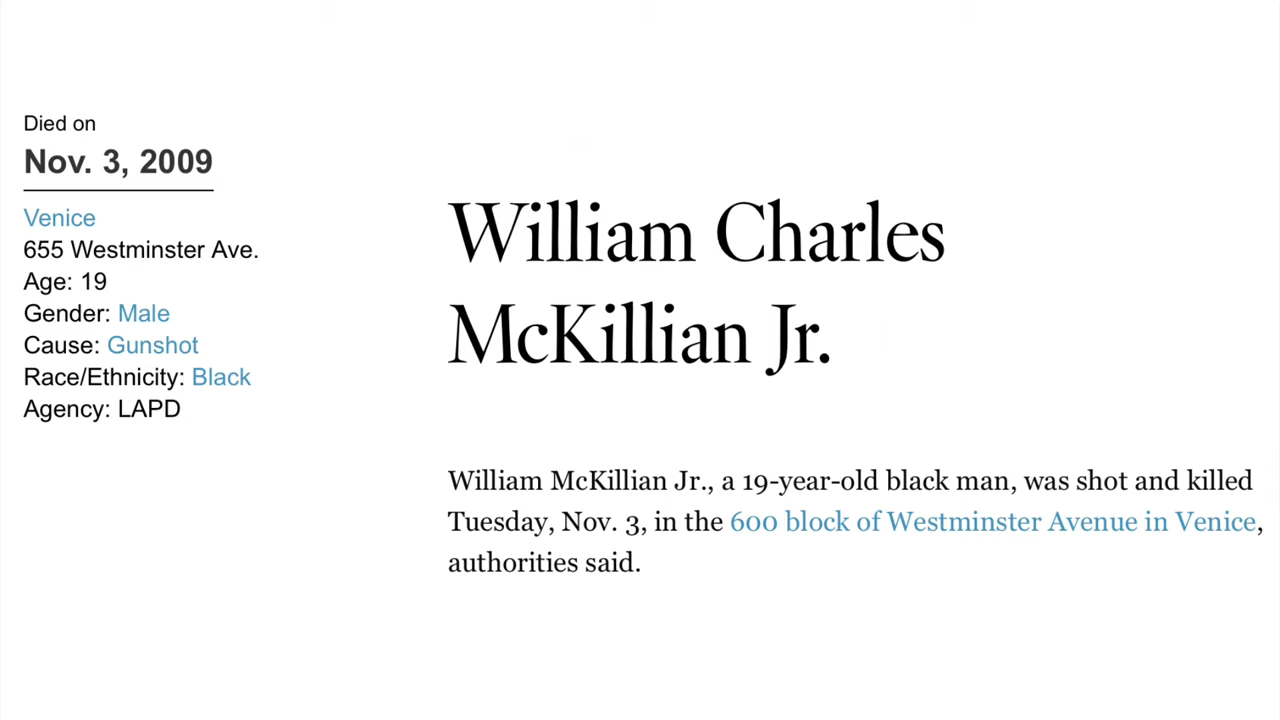 Died on
Nov. 3, 2009
Venice
655 Westminster Ave.
Age: 19
Gender: Male
Cause: Gunshot
Race/Ethnicity: Black
Agency: LAPD
William Charles
McKillian Jr.
William McKillian Jr., a 19-year-old black man, was shot and killed
Tuesday, Nov. 3, in the 600 block of Westminster Avenue in Venice,
authorities said.